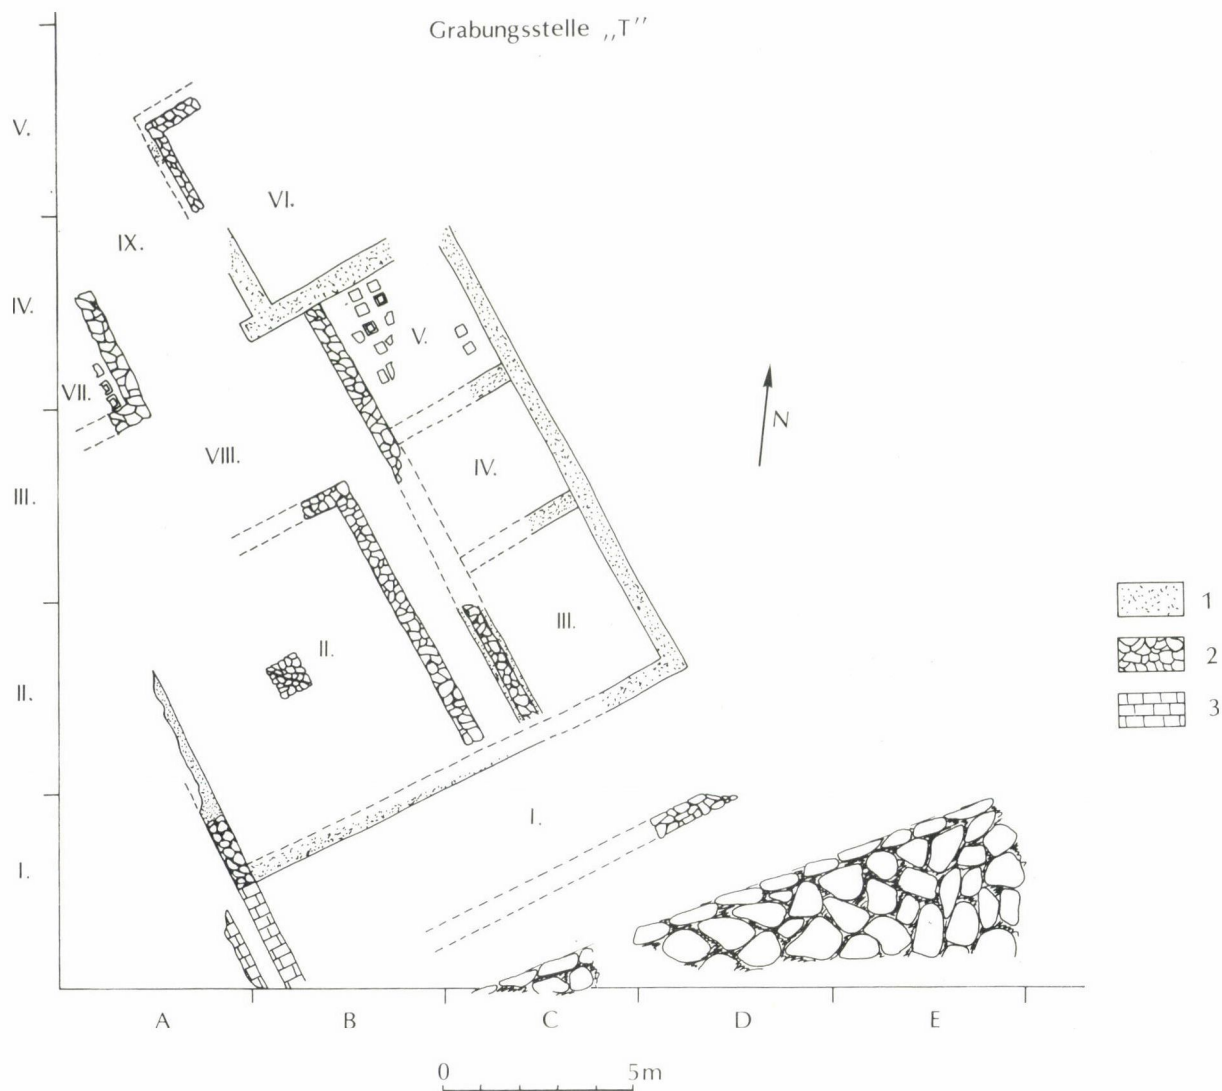 Grabungsstelle „T”
V.
VI.
IX.
IV.
V.
VII.
VIII.
IV.
III.
III.
II.
II.
I.
I.
N
1
2
3
A B C D E
0 5m